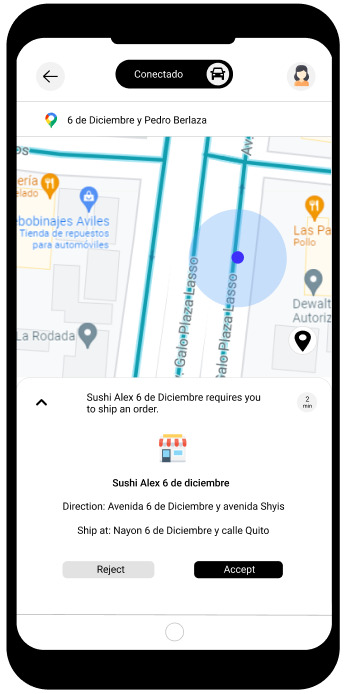 Conectado
6 de Diciembre y Pedro Berlaza
os
Av
ería
elado
ebobinajes Aviles
Tienda de repuestos
para automóviles
Las Pa
Pollo
Galo Plaza Lasso
Galo Plaza Lasso
Dewalt
Autoriz
La Rodada
Sushi Alex 6 de Diciembre requires you
to ship an order.
2
min
Sushi Alex 6 de diciembre
Direction: Avenida 6 de Diciembre y avenida Shyis
Ship at: Nayon 6 de Diciembre y calle Quito
Reject
Accept